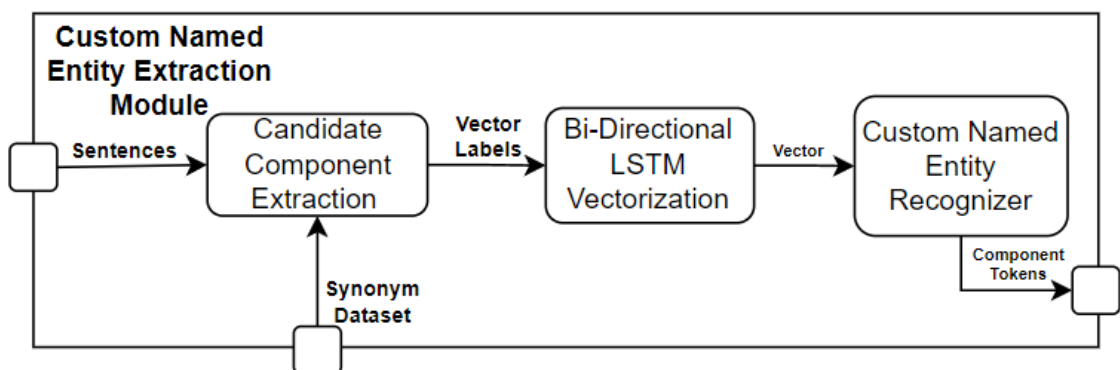 Custom Named
Entity Extraction
Module
Sentences
Candidate
Component
Extraction
Vector
Labels
Bi-Directional
LSTM
Vectorization
Vector
Custom Named
Entity
Recognizer
Component
Tokens
Synonym
Dataset